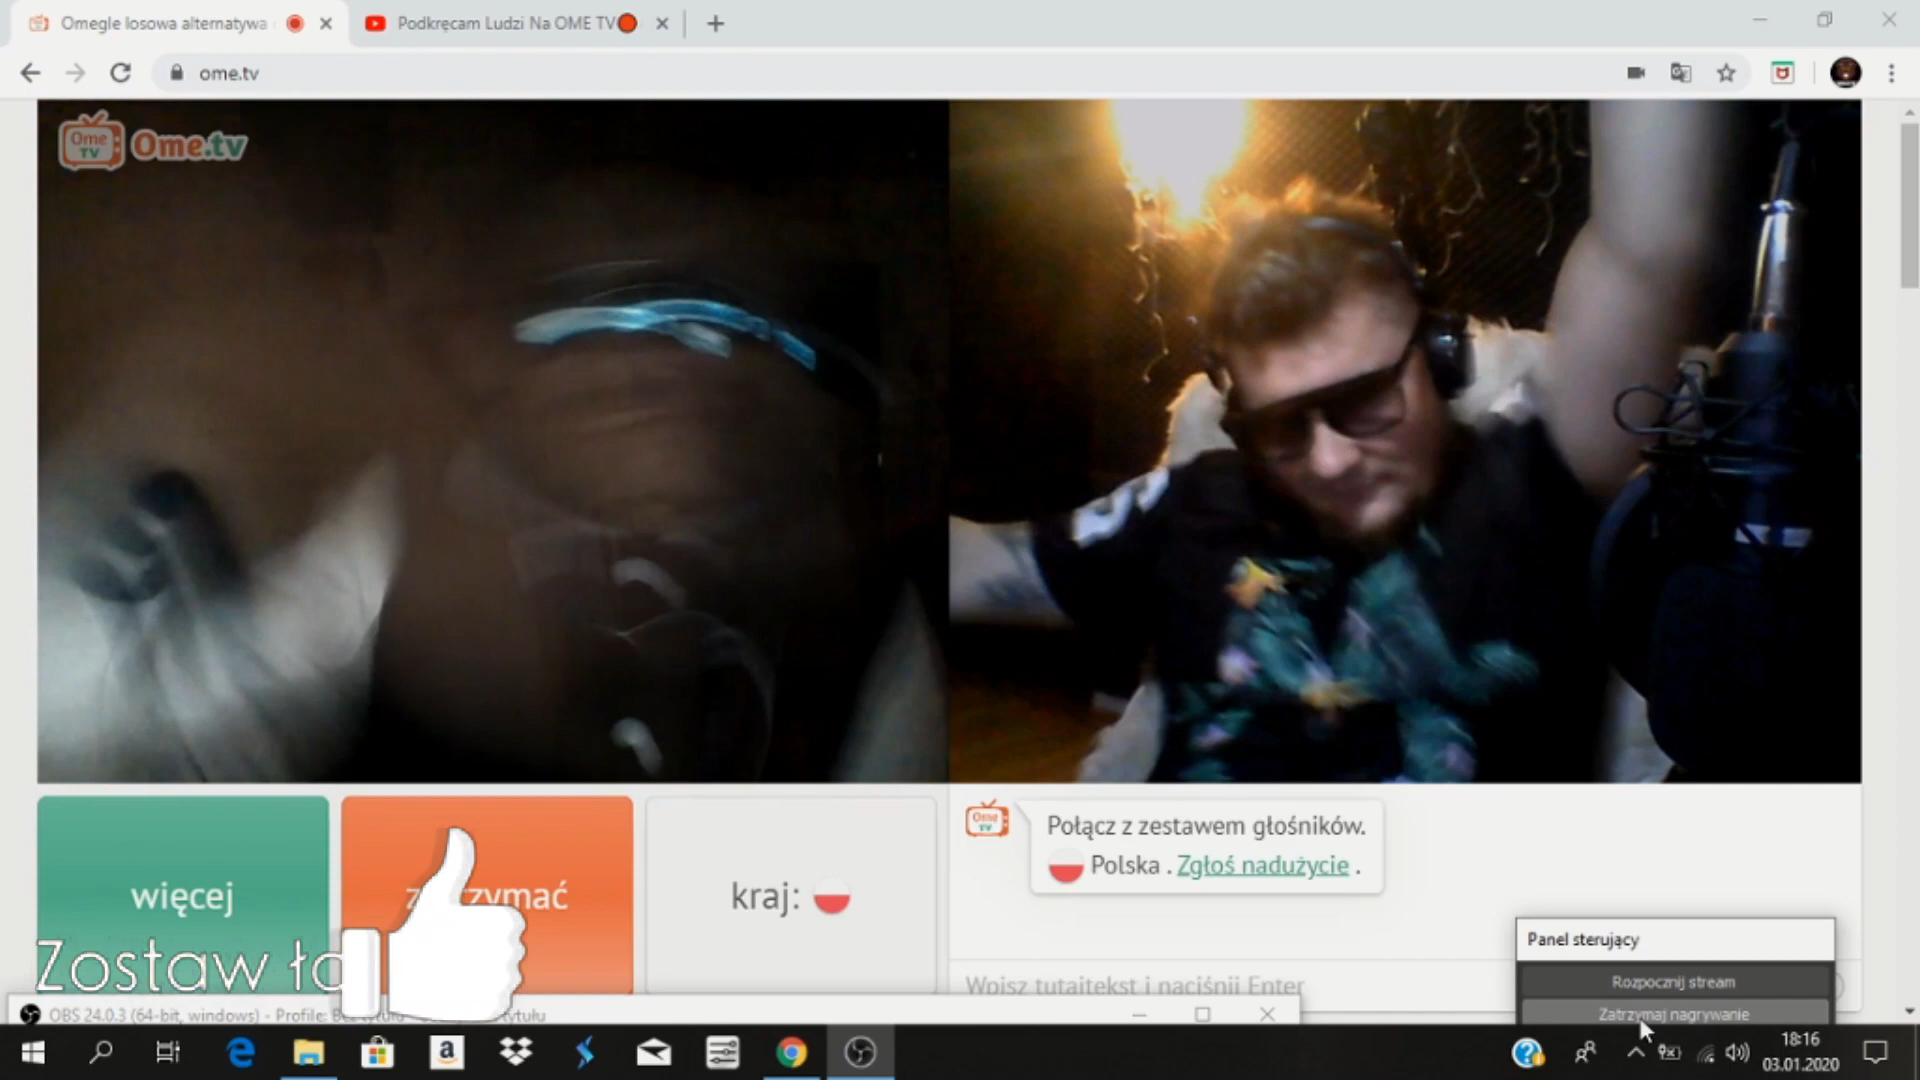 Omegle losowa alternatywa
Podkręcam Ludzi Na OME TV
ome.tv
Ome
TV
Ome.tv
więcej
kraj:
Zostaw
Ome
TV
Połącz z zestawem głośników.
Polska . Zgłoś nadużycie .
Wpisz tutaj tekst i naciśnij Enter
Panel sterujący
Rozpocznij stream
Zatrzymaj nagrywanie
OBS 24.0.3 (64-bit, windows) - Profile:
18:16
03.01.2020